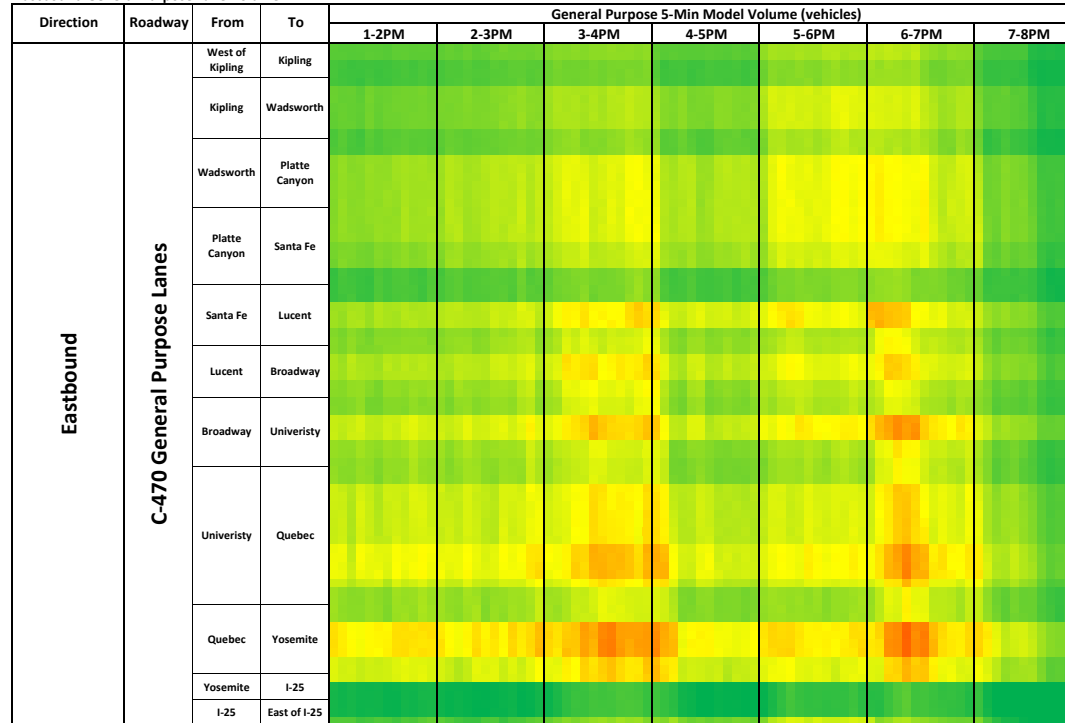 Direction Roadway From To General Purpose 5-Min Model Volume (vehicles)
1-2PM 2-3PM 3-4PM 4-5PM 5-6PM 6-7PM 7-8PM
Eastbound
C-470 General Purpose Lanes
West of
Kipling
Kipling
Kipling Wadsworth
Wadsworth
Platte
Canyon
Platte
Canyon
Santa Fe
Santa Fe Lucent
Lucent Broadway
Broadway Univeristy
Univeristy Quebec
Quebec Yosemite
Yosemite I-25
I-25 East of I-25